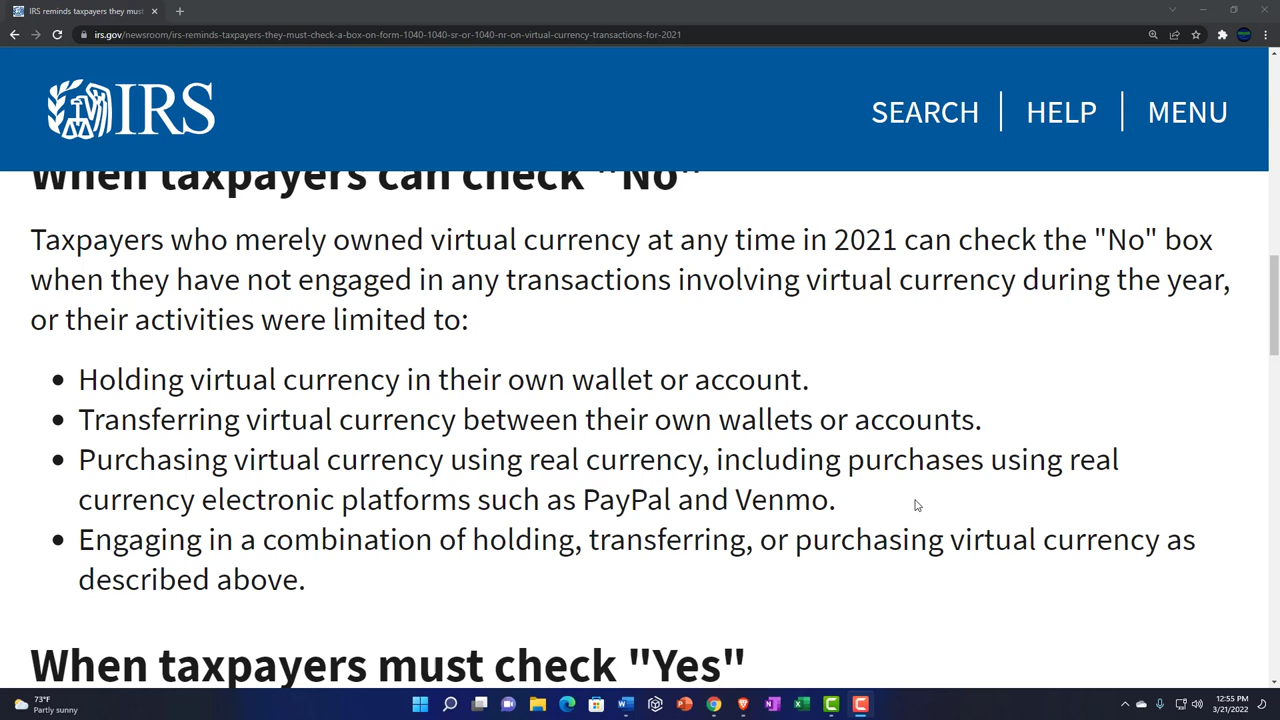 IRS reminds taxpayers they must
irs.gov/newsroom/irs-reminds-taxpayers-they-must-check-a-box-on-form-1040-1040-sr-or-1040-nr-on-virtual-currency-transactions-for-2021
IRS
SEARCH
HELP
MENU
When taxpayers can check "No"
Taxpayers who merely owned virtual currency at any time in 2021 can check the "No" box
when they have not engaged in any transactions involving virtual currency during the year,
or their activities were limited to:
• Holding virtual currency in their own wallet or account.
• Transferring virtual currency between their own wallets or accounts.
• Purchasing virtual currency using real currency, including purchases using real
currency electronic platforms such as PayPal and Venmo.
• Engaging in a combination of holding, transferring, or purchasing virtual currency as
described above.
When taxpayers must check "Yes"
73°F
Partly sunny
12:55 PM
3/21/2022